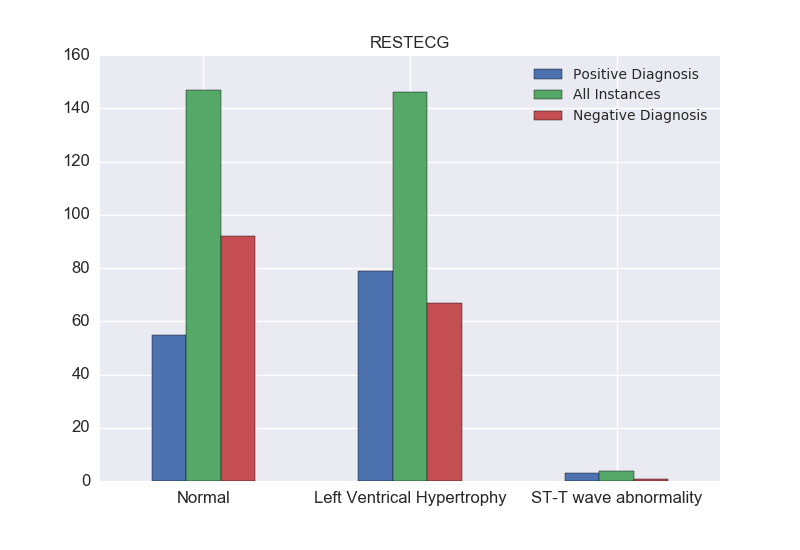 RESTECG
160
140
120
100
80
60
40
20
0
Positive Diagnosis
All Instances
Negative Diagnosis
Normal
Left Ventrical Hypertrophy
ST-T wave abnormality